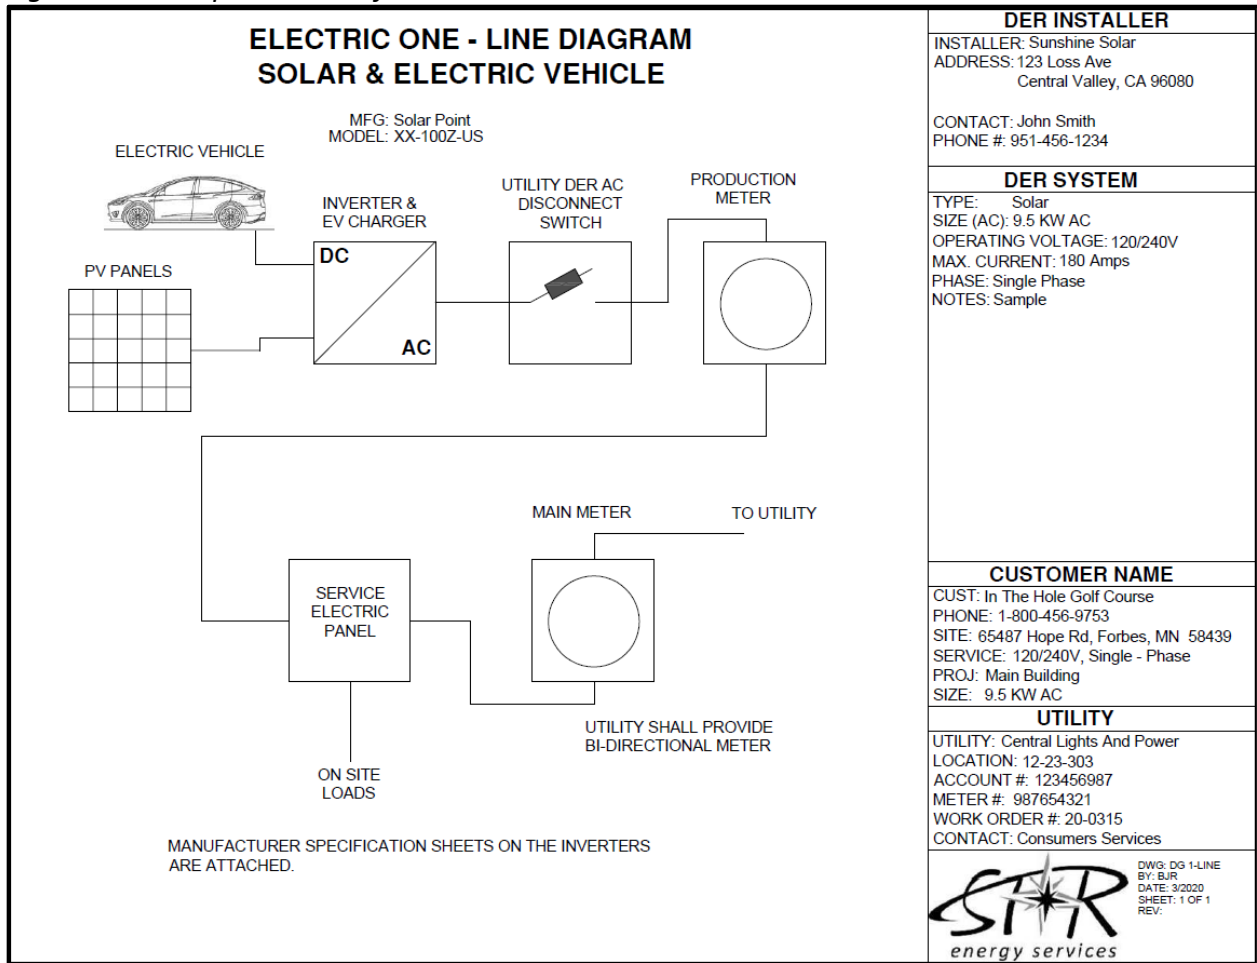 ELECTRIC ONE - LINE DIAGRAM
SOLAR & ELECTRIC VEHICLE
MFG: Solar Point
MODEL: XX-100Z-US
ELECTRIC VEHICLE
INVERTER &
EV CHARGER
UTILITY DER AC
DISCONNECT
SWITCH
PRODUCTION
METER
PV PANELS
DC
AC
MAIN METER
TO UTILITY
SERVICE
ELECTRIC
PANEL
UTILITY SHALL PROVIDE
BI-DIRECTIONAL METER
ON SITE
LOADS
MANUFACTURER SPECIFICATION SHEETS ON THE INVERTERS
ARE ATTACHED.
DER INSTALLER
INSTALLER: Sunshine Solar
ADDRESS: 123 Loss Ave
Central Valley, CA 96080
CONTACT: John Smith
PHONE #: 951-456-1234
DER SYSTEM
TYPE: Solar
SIZE (AC): 9.5 KW AC
OPERATING VOLTAGE: 120/240V
MAX. CURRENT: 180 Amps
PHASE: Single Phase
NOTES: Sample
CUSTOMER NAME
CUST: In The Hole Golf Course
PHONE: 1-800-456-9753
SITE: 65487 Hope Rd, Forbes, MN 58439
SERVICE: 120/240V, Single - Phase
PROJ: Main Building
SIZE: 9.5 KW AC
UTILITY
UTILITY: Central Lights And Power
LOCATION: 12-23-303
ACCOUNT #: 123456987
METER #: 987654321
WORK ORDER #: 20-0315
CONTACT: Consumers Services
STAR
energy services
DWG: DG 1-LINE
BY: BJR
DATE: 3/2020
SHEET: 1 OF 1
REV: